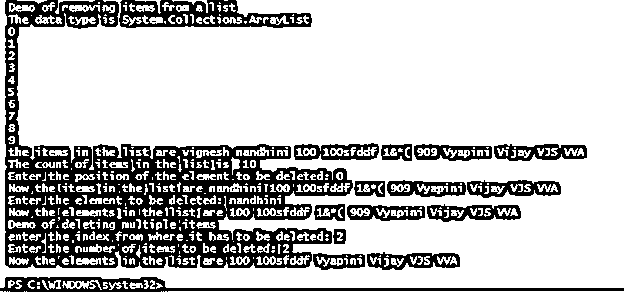 Demo of removing items from a list
The data type is System.Collections.ArrayList
0
1
2
3
4
5
6
7
8
9
the items in the list are vignesh nandhini 100 100sfddf 1&*( 909 Vyapini Vijay VJS VVA
The count of items in the list is  10
Enter the position of the element to be deleted: 0
Now the items in the list are nandhini 100 100sfddf 1&*( 909 Vyapini Vijay VJS VVA
Enter the element to be deleted: nandhini
Now the elements in the list are 100 100sfddf 1&*( 909 Vyapini Vijay VJS VVA
Demo of deleting multiple items
enter the index from where it has to be deleted: 2
Enter the number of items to be deleted: 2
Now the elements in the list are 100 100sfddf Vyapini Vijay VJS VVA
PS C:\WINDOWS\system32>